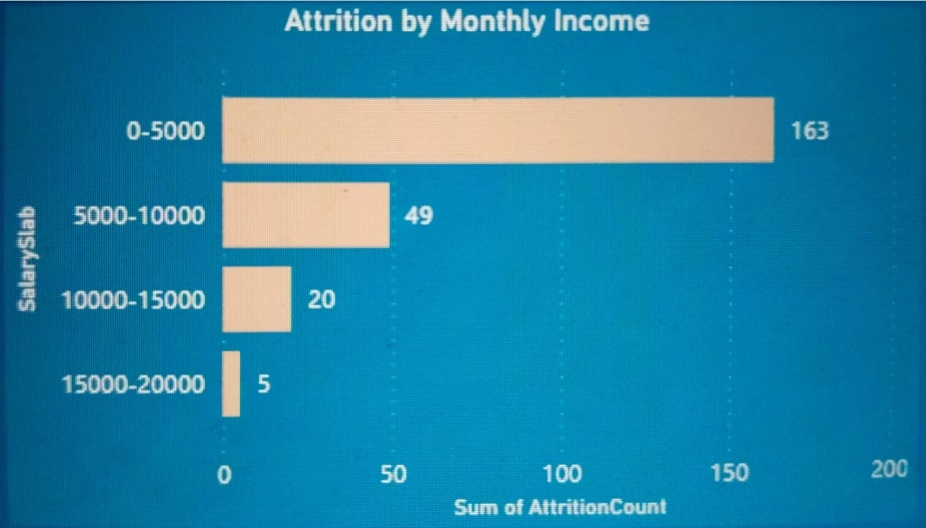 Attrition by Monthly Income
0-5000 163
5000-10000 49
10000-15000 20
15000-20000 5
SalarySlab
0 50 100 150 200
Sum of AttritionCount